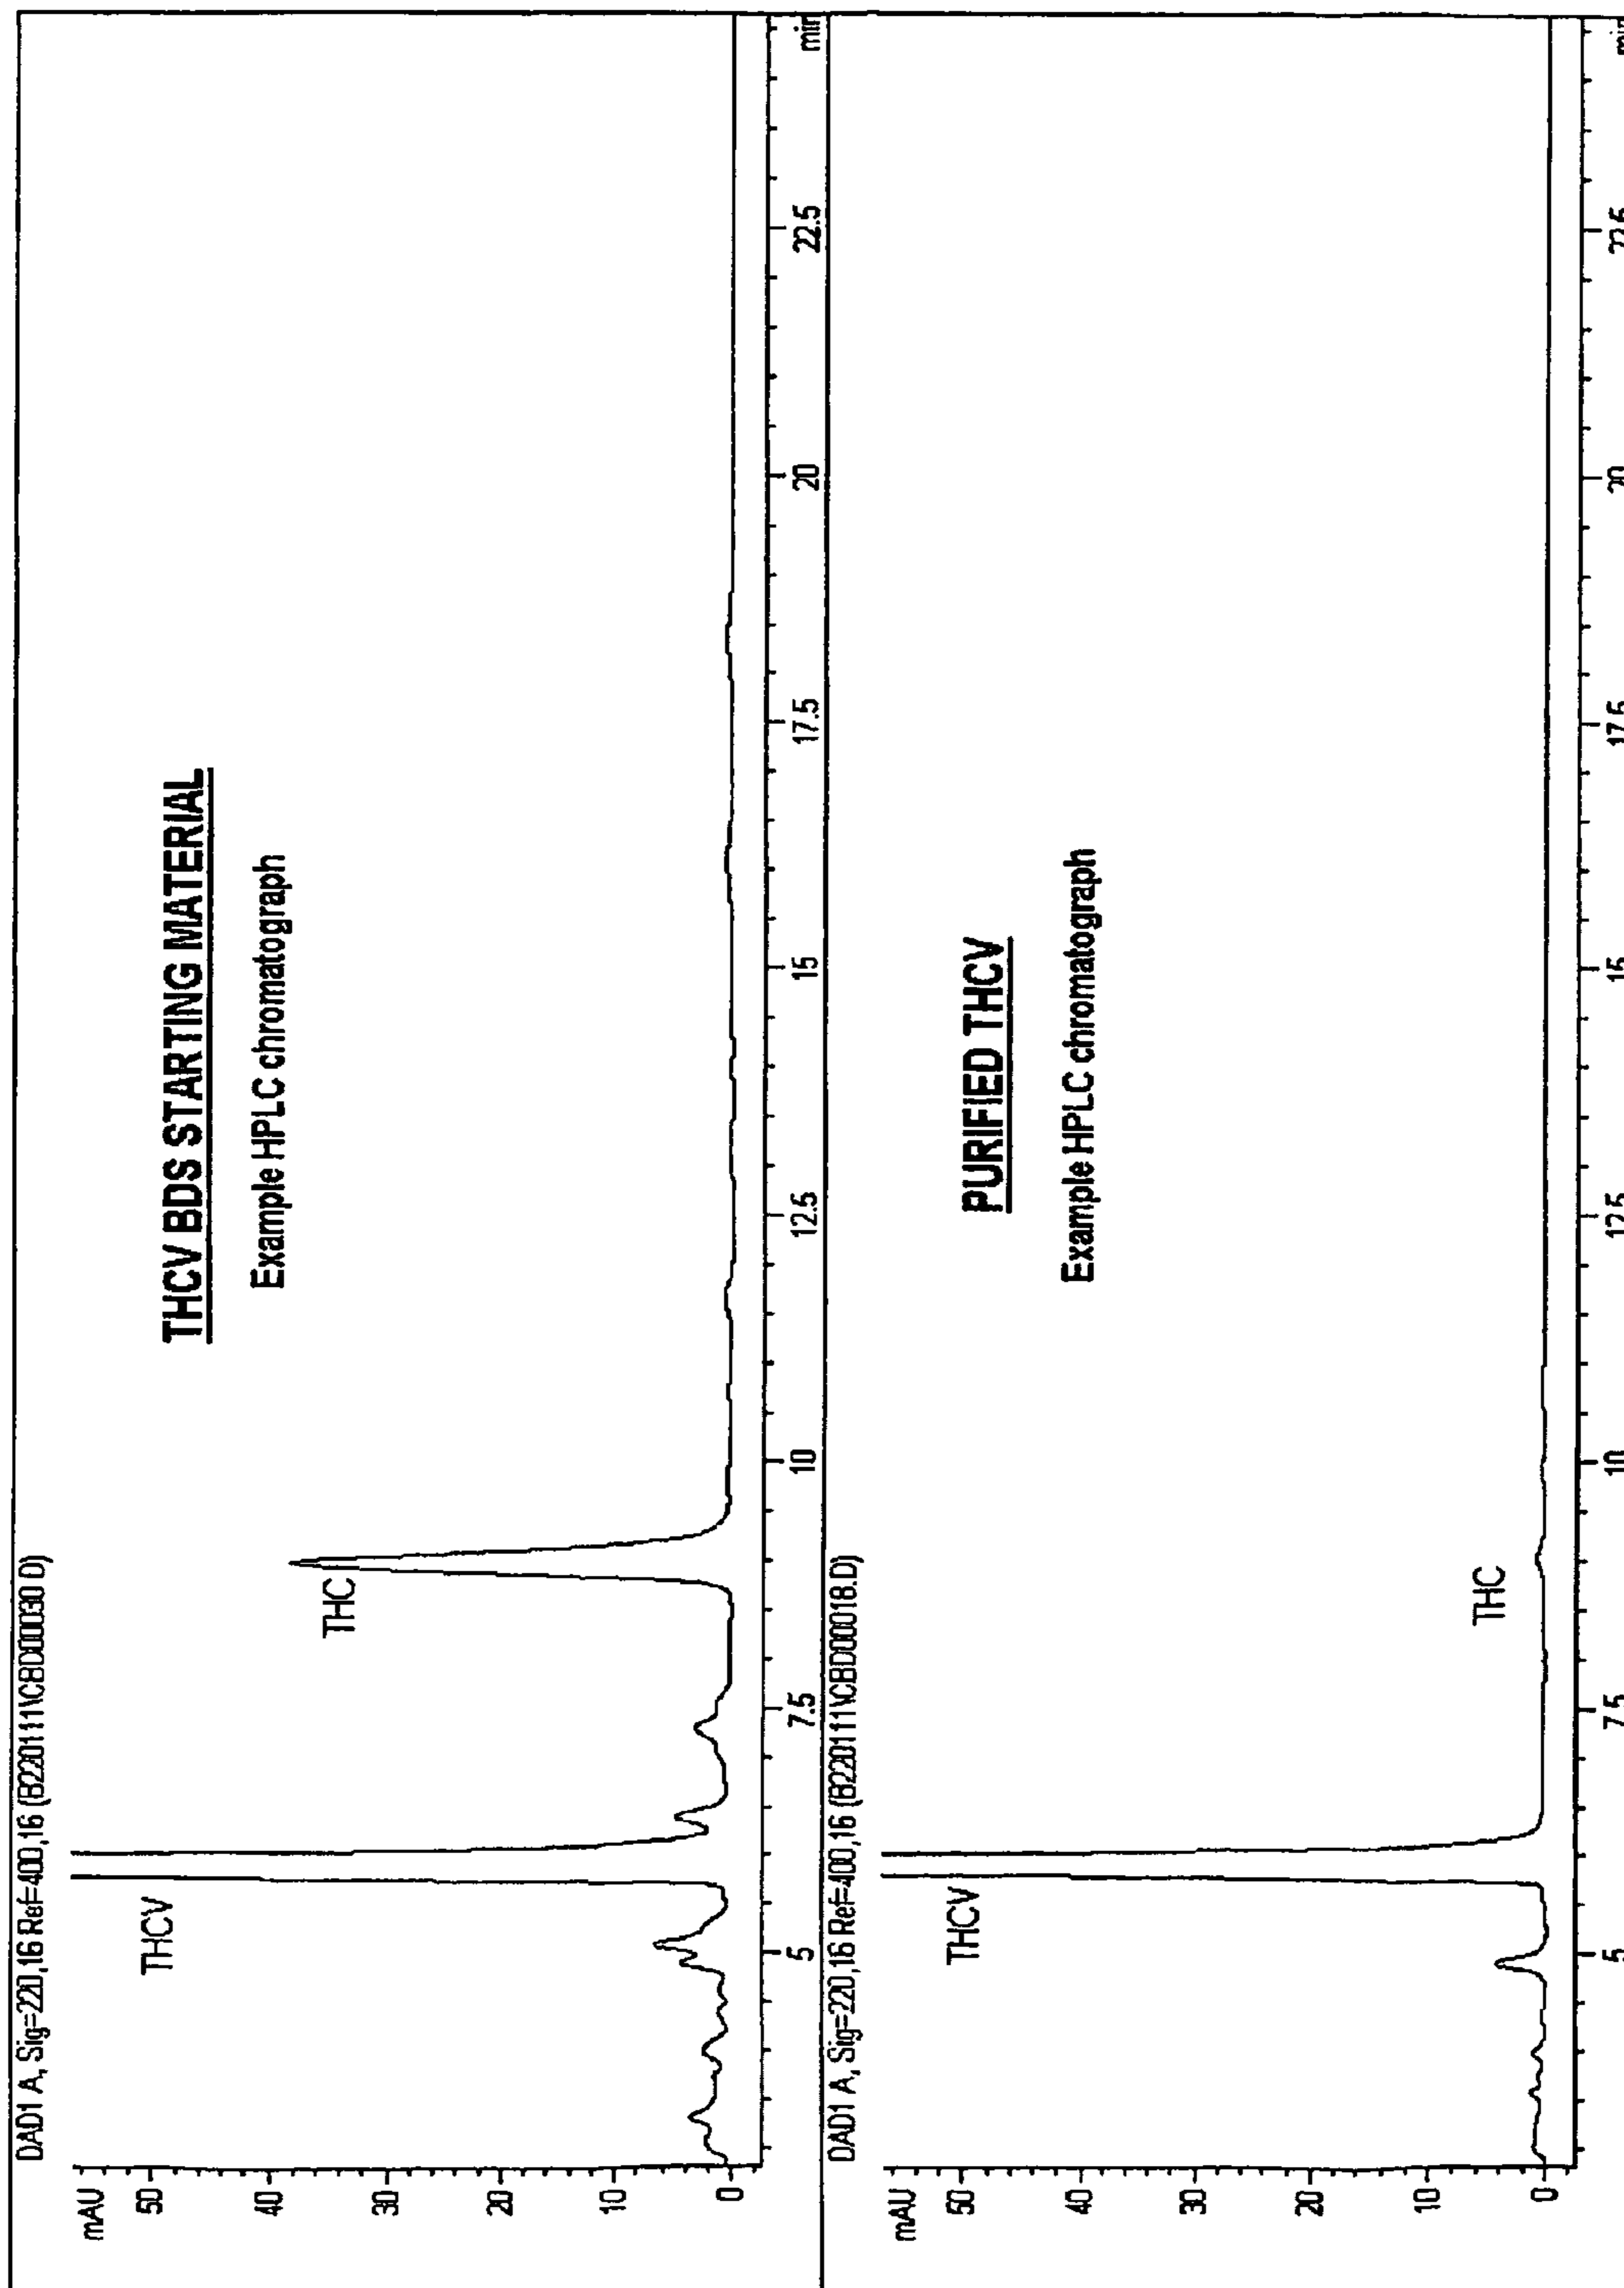 DAD1 A, Sig=220,16 Ref=400,16 (B220111\CBD00030.D)
mAU
50
40
30
20
10
0
THCV
THC
THCV BDS STARTING MATERIAL
Example HPLC chromatograph
5
7.5
10
12.5
15
17.5
20
22.5
min
DAD1 A, Sig=220,16 Ref=400,16 (B220111\CBD00018.D)
mAU
50
40
30
20
10
0
THCV
THC
PURIFIED THCV
Example HPLC chromatograph
5
7.5
10
12.5
15
17.5
20
22.5
min